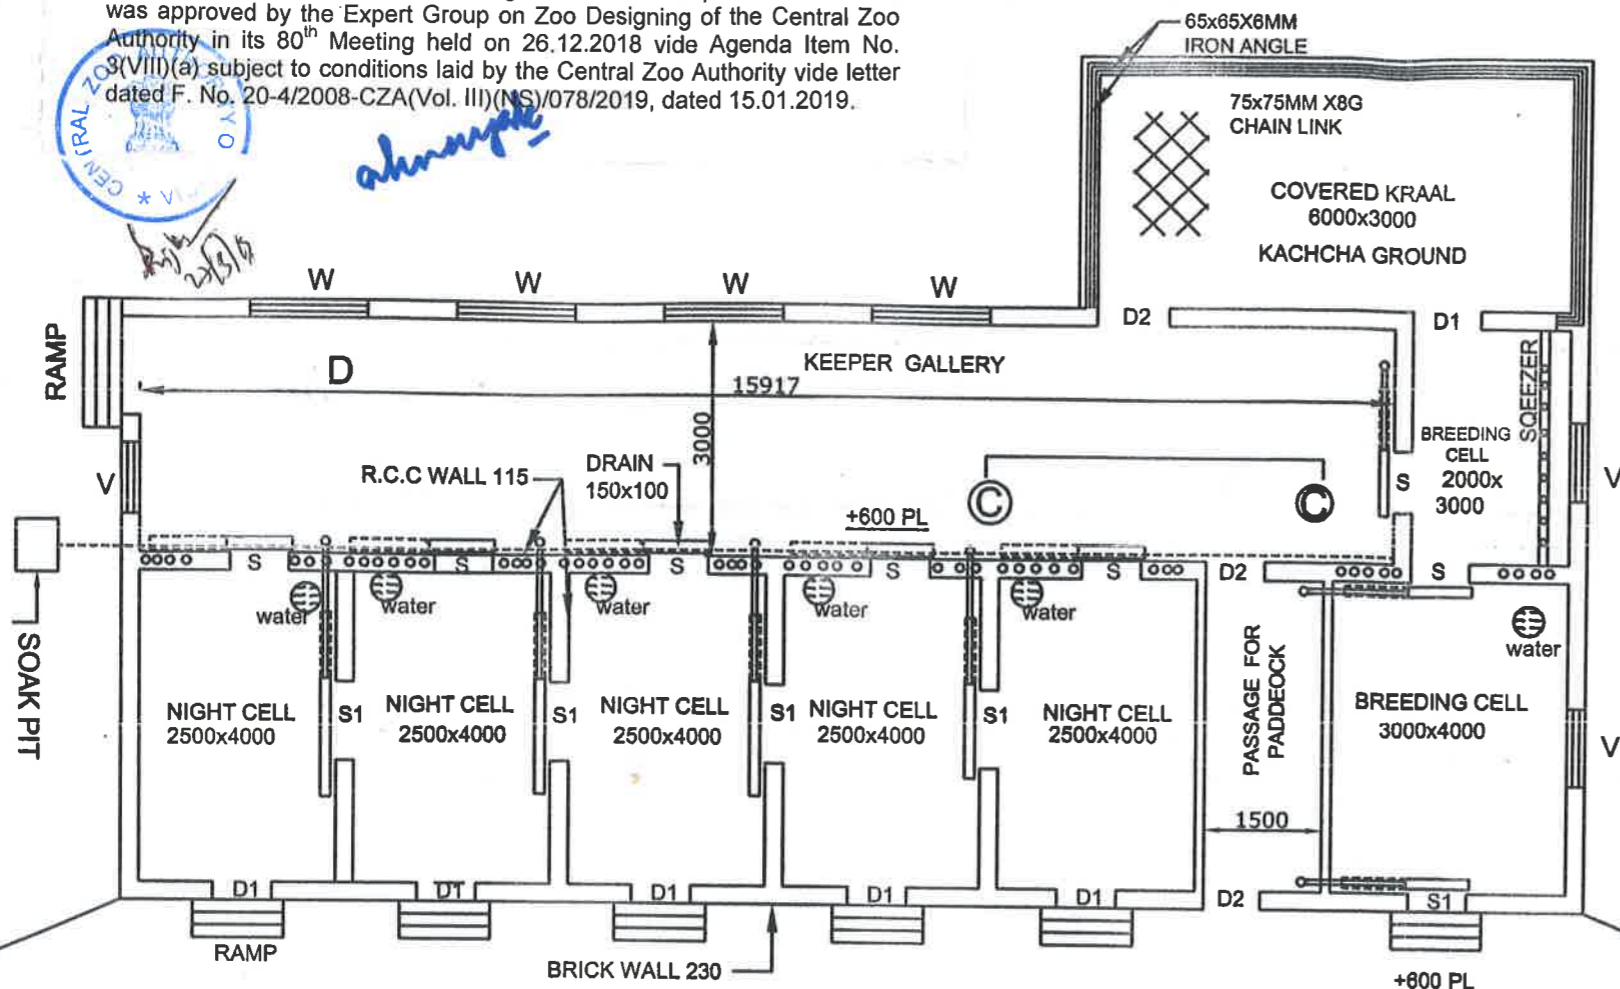 was approved by the Expert Group on Zoo Designing of the Central Zoo
Authority in its 80th Meeting held on 26.12.2018 vide Agenda Item No.
3(VIII)(a) subject to conditions laid by the Central Zoo Authority vide letter
dated F. No. 20-4/2008-CZA(Vol. III)(NS)/078/2019, dated 15.01.2019.
CENTRAL ZOO AUTHORITY O
65x65X6MM
IRON ANGLE
75x75MM X8G
CHAIN LINK
COVERED KRAAL
6000x3000
KACHCHA GROUND
W
W
W
W
D2
D1
RAMP
D
KEEPER GALLERY
15917
3000
SQEEZER
BREEDING
CELL
2000x
3000
S
V
V
R.C.C WALL 115
DRAIN
150x100
+600 PL
C
C
SOAK PIT
S
S
S
S
S
D2
S
water
water
water
water
water
water
NIGHT CELL
2500x4000
S1
NIGHT CELL
2500x4000
S1
NIGHT CELL
2500x4000
S1
NIGHT CELL
2500x4000
S1
NIGHT CELL
2500x4000
PASSAGE FOR
PADDEOCK
1500
BREEDING CELL
3000x4000
V
D1
D1
D1
D1
D1
D2
S1
RAMP
BRICK WALL 230
+600 PL